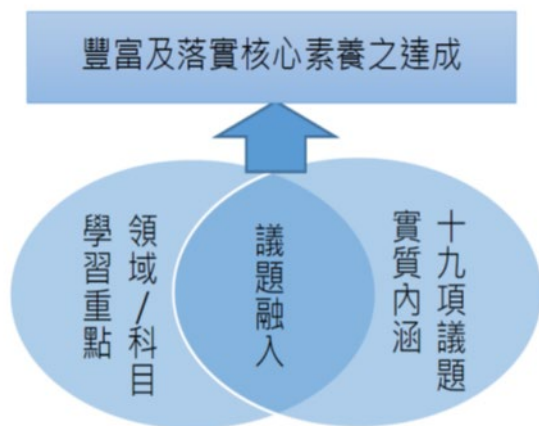 豐富及落實核心素養之達成
領域/科目
學習重點
議題融入
十九項議題
實質內涵